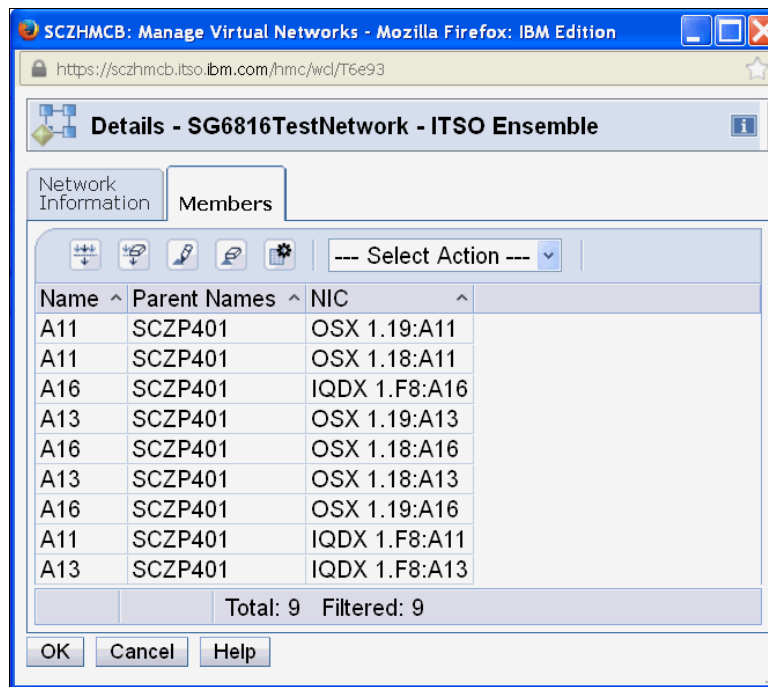 SCZHMCB: Manage Virtual Networks - Mozilla Firefox: IBM Edition
https://sczhmcb.itso.ibm.com/hmc/wcl/T6e93
Details - SG6816TestNetwork - ITSO Ensemble
Network Information
Members
--- Select Action ---
Name Parent Names NIC
A11 SCZP401 OSX 1.19:A11
A11 SCZP401 OSX 1.18:A11
A16 SCZP401 IQDX 1.F8:A16
A13 SCZP401 OSX 1.19:A13
A16 SCZP401 OSX 1.18:A16
A13 SCZP401 OSX 1.18:A13
A16 SCZP401 OSX 1.19:A16
A11 SCZP401 IQDX 1.F8:A11
A13 SCZP401 IQDX 1.F8:A13
Total: 9 Filtered: 9
OK Cancel Help